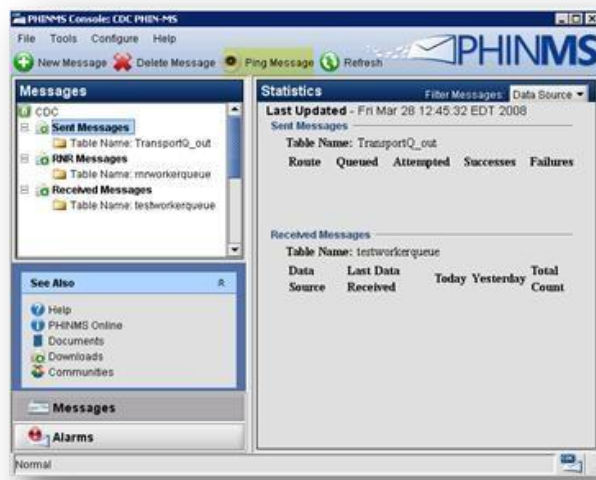 PHINMS Console: CDC PHIN-MS
File Tools Configure Help
New Message Delete Message Ping Message Refresh
PHINMS
Messages
CDC
Sent Messages
Table Name: TransportQ_out
RNR Messages
Table Name: rnrworkerqueue
Received Messages
Table Name: testworkerqueue
See Also
Help
PHINMS Online
Documents
Downloads
Communities
Messages
Alarms
Statistics
Filter Messages: Data Source
Last Updated - Fri Mar 28 12:45:32 EDT 2008
Sent Messages
Table Name: TransportQ_out
Route Queued Attempted Successes Failures
Received Messages
Table Name: testworkerqueue
Data Source Last Data Received Today Yesterday Total Count
Normal